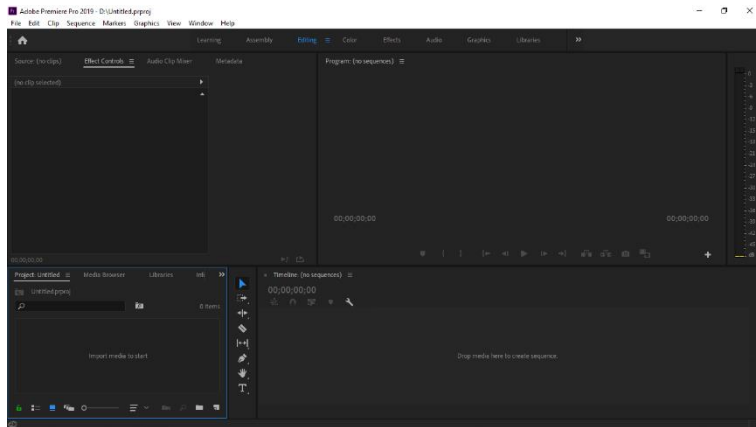 Adobe Premiere Pro 2019 - D:\Untitled.prproj
File Edit Clip Sequence Markers Graphics View Window Help
Learning Assembly Editing Color Effects Audio Graphics Libraries
Source: (no clips) Effect Controls Audio Clip Mixer Metadata
Program: (no sequences)
(no clip selected)
00;00;00;00
00;00;00;00
00;00;00;00
Project: Untitled Media Browser Libraries Info
Untitled.prproj
0 Items
Import media to start
Timeline: (no sequences)
00;00;00;00
Drop media here to create sequence.